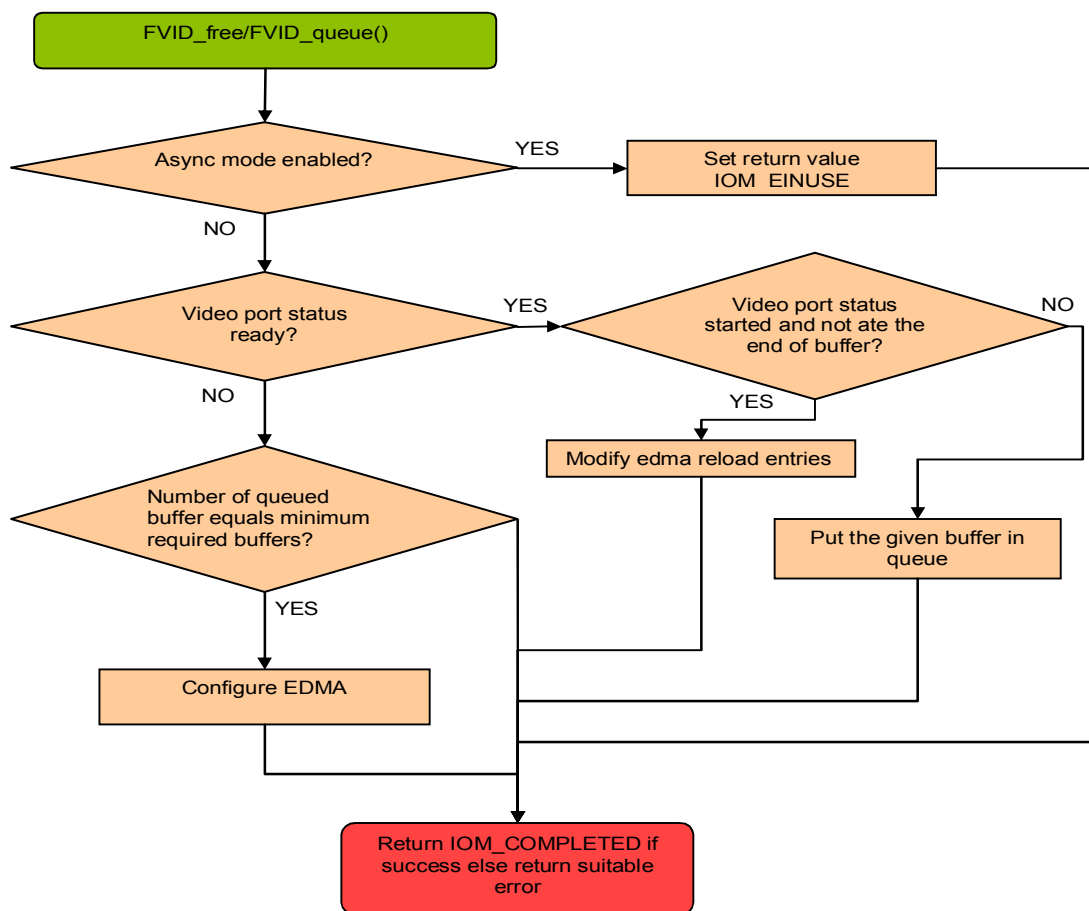 FVID_free/FVID_queue()
Async mode enabled?
YES
Set return value
IOM_EINUSE
NO
Video port status
ready?
YES
Video port status
started and not ate the
end of buffer?
NO
NO
YES
Modify edma reload entries
Number of queued
buffer equals minimum
required buffers?
Put the given buffer in
queue
YES
Configure EDMA
Return IOM_COMPLETED if
success else return suitable
error